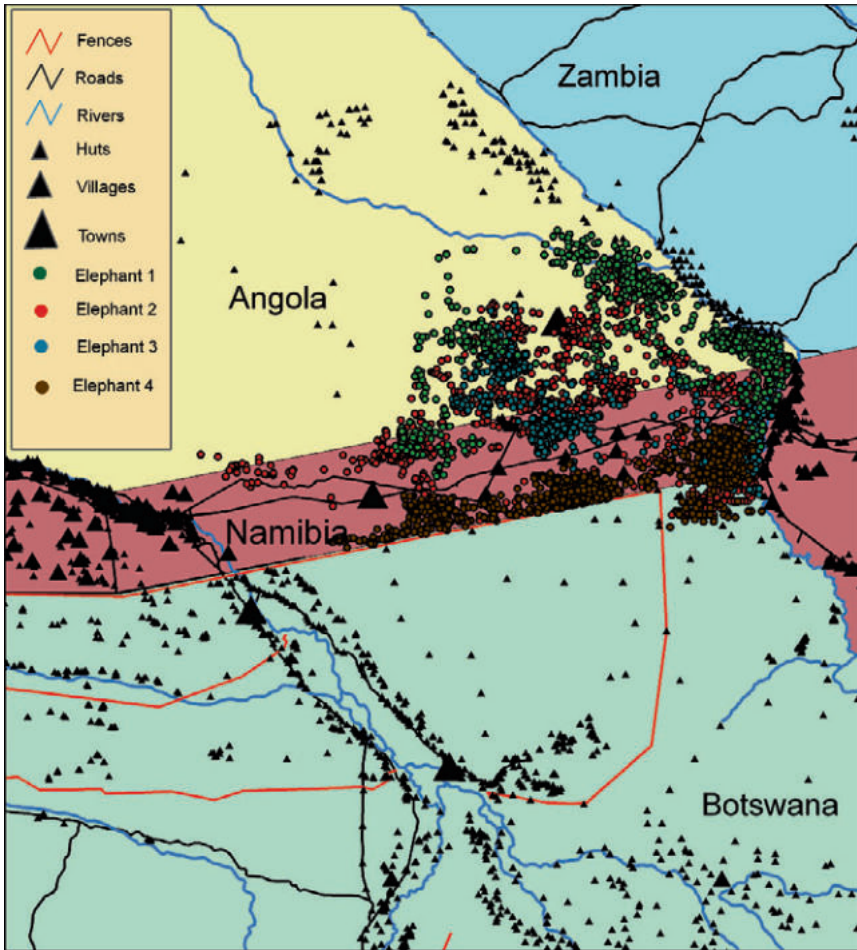 Fences
Roads
Rivers
Huts
Villages
Towns
Elephant 1
Elephant 2
Elephant 3
Elephant 4
Zambia
Angola
Namibia
Botswana